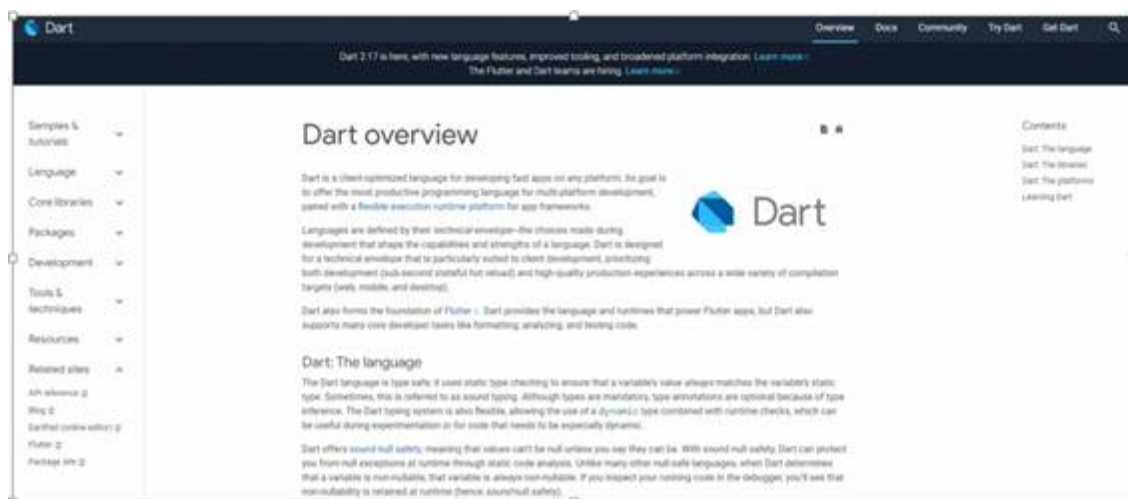 Dart
Overview Docs Community Try Dart Get Dart
Dart 2.17 is here, with new language features, improved tooling, and broadened platform integration. Learn more
The Flutter and Dart teams are hiring. Learn more
Samples &
tutorials
Language
Core libraries
Packages
Development
Tools &
techniques
Resources
Related sites
API reference
Blog
DartPad (online editor)
Flutter
Package site
Dart overview
Dart is a client-optimized language for developing fast apps on any platform. Its goal is
to offer the most productive programming language for multi-platform development,
paired with a flexible execution runtime platform for app frameworks.
Dart
Languages are defined by their technical envelope—the choices made during
development that shape the capabilities and strengths of a language. Dart is designed
for a technical envelope that is particularly suited to client development, prioritizing
both development (sub-second stateful hot reload) and high-quality production experiences across a wide variety of compilation
targets (web, mobile, and desktop).
Dart also forms the foundation of Flutter. Dart provides the language and runtimes that power Flutter apps, but Dart also
supports many core developer tasks like formatting, analyzing, and testing code.
Dart: The language
The Dart language is type safe; it uses static type checking to ensure that a variable's value always matches the variable's static
type. Sometimes, this is referred to as sound typing. Although types are mandatory, type annotations are optional because of type
inference. The Dart typing system is also flexible, allowing the use of a dynamic type combined with runtime checks, which can
be useful during experimentation or for code that needs to be especially dynamic.
Dart offers sound null safety, meaning that values can't be null unless you say they can be. With sound null safety, Dart can protect
you from null exceptions at runtime through static code analysis. Unlike many other null-safe languages, when Dart determines
that a variable is non-nullable, that variable is always non-nullable. If you inspect your running code in the debugger, you'll see that
non-nullability is retained at runtime (hence sound null safety).
Contents
Dart: The language
Dart: The libraries
Dart: The platforms
Learning Dart